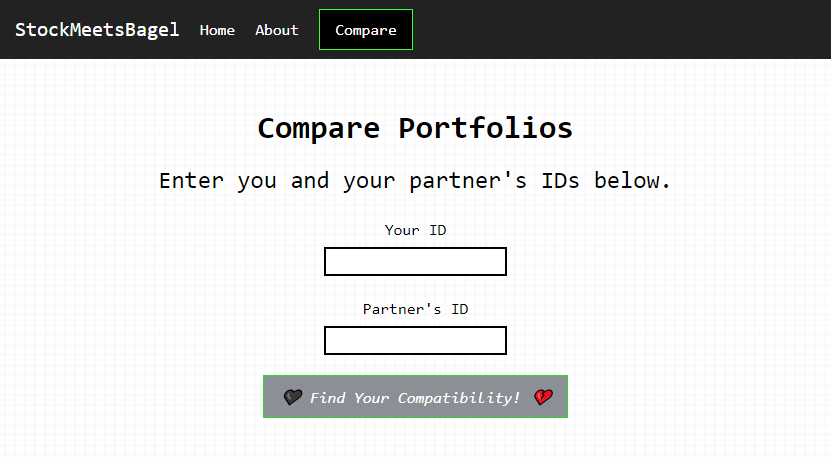 StockMeetsBagel Home About Compare
Compare Portfolios
Enter you and your partner's IDs below.
Your ID
Partner's ID
Find Your Compatibility!